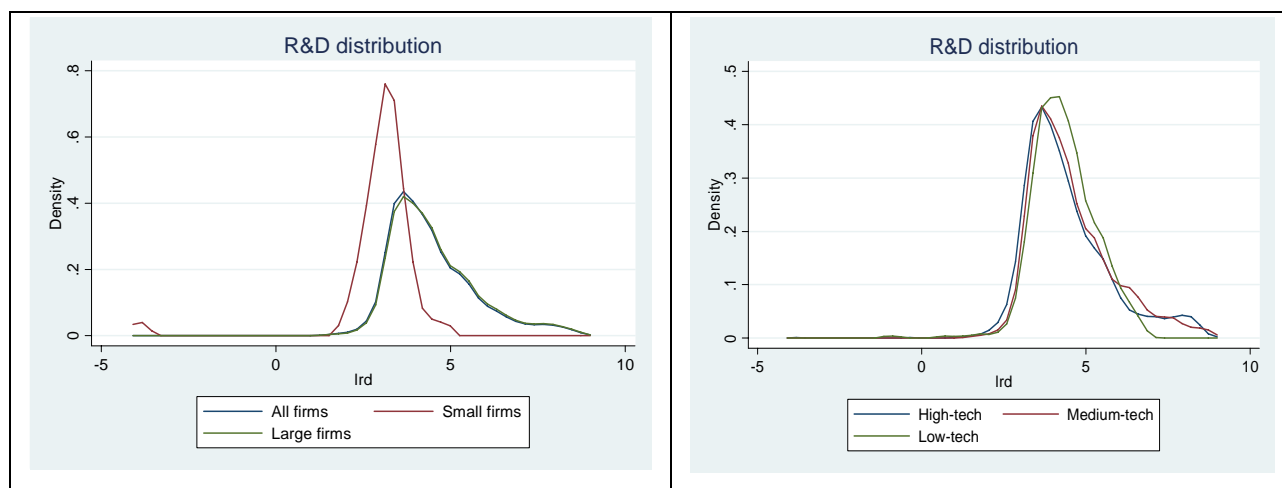 R&D distribution
.8
.6
.4
.2
0
Density
-5 0 5 10
lrd
All firms Small firms
Large firms
R&D distribution
.5
.4
.3
.2
.1
0
Density
-5 0 5 10
lrd
High-tech Medium-tech
Low-tech